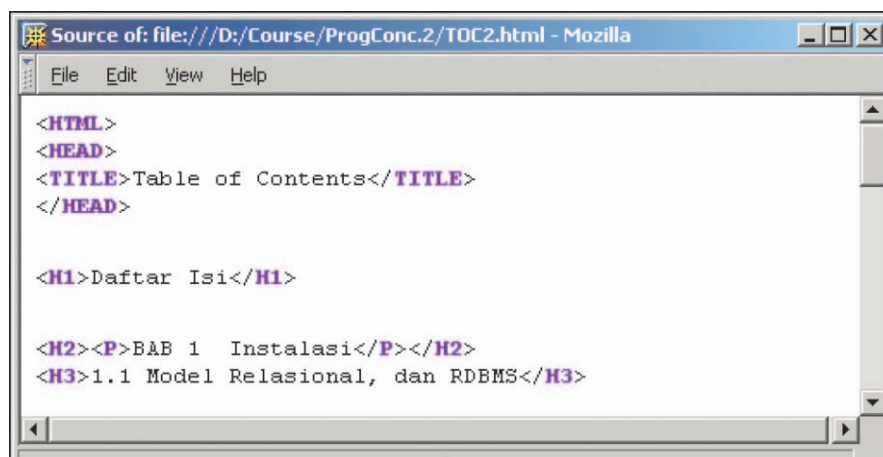 Source of: file:///D:/Course/ProgConc.2/TOC2.html - Mozilla
File Edit View Help
<HTML>
<HEAD>
<TITLE>Table of Contents</TITLE>
</HEAD>
<H1>Daftar Isi</H1>
<H2><P>BAB 1  Instalasi</P></H2>
<H3>1.1 Model Relasional, dan RDBMS</H3>